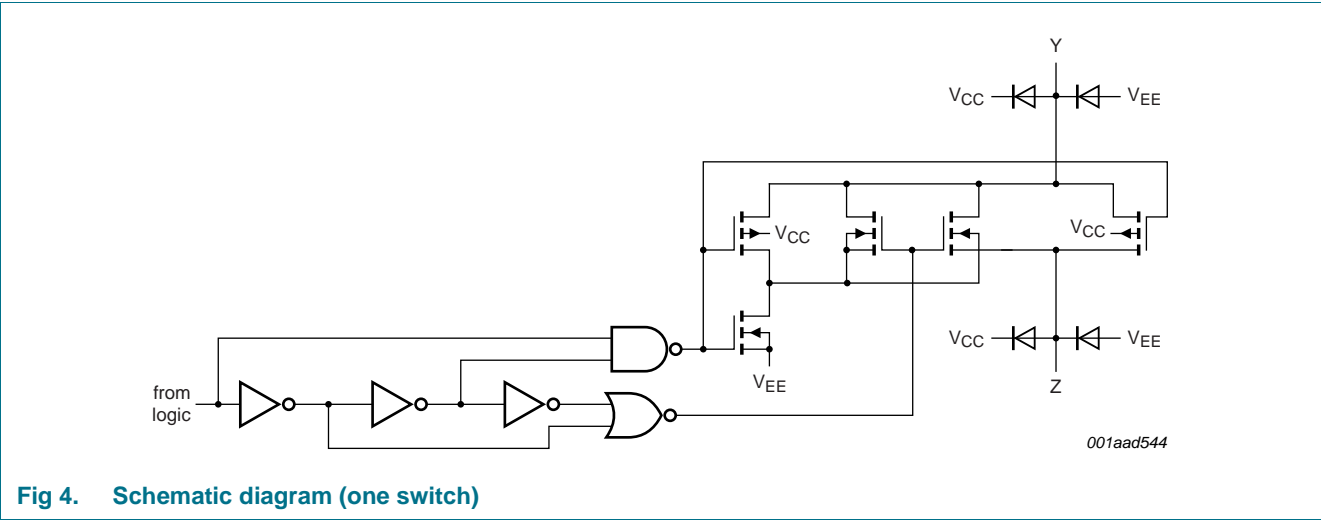 Y
VCC
VEE
VCC
VCC
VCC
VEE
VEE
Z
from
logic
001aad544
Fig 4. Schematic diagram (one switch)